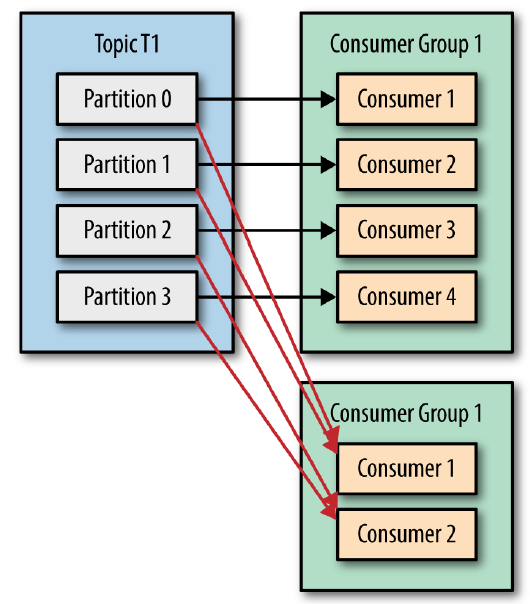 Topic T1
Partition 0
Partition 1
Partition 2
Partition 3
Consumer Group 1
Consumer 1
Consumer 2
Consumer 3
Consumer 4
Consumer Group 1
Consumer 1
Consumer 2